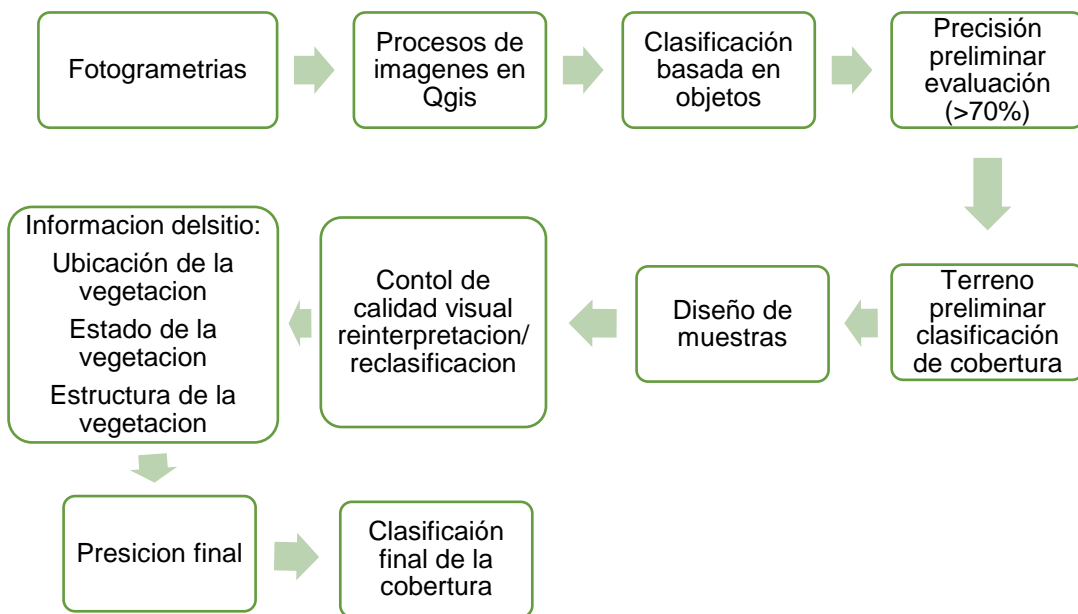 Fotogrametrias
Procesos de
imagenes en
Qgis
Clasificación
basada en
objetos
Precisión
preliminar
evaluación
(>70%)
Terreno
preliminar
clasificación
de cobertura
Diseño de
muestras
Contol de
calidad visual
reinterpretacion/
reclasificacion
Informacion delsitio:
Ubicación de la
vegetacion
Estado de la
vegetacion
Estructura de la
vegetacion
Presicion final
Clasificaión
final de la
cobertura